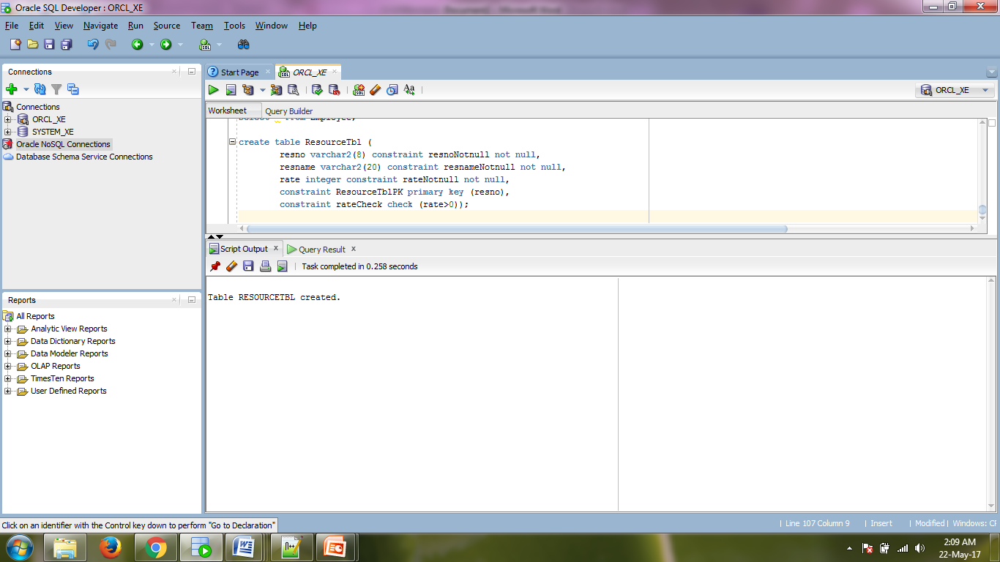 Oracle SQL Developer : ORCL_XE
File Edit View Navigate Run Source Team Tools Window Help
Connections
Connections
ORCL_XE
SYSTEM_XE
Oracle NoSQL Connections
Database Schema Service Connections
Reports
All Reports
Analytic View Reports
Data Dictionary Reports
Data Modeler Reports
OLAP Reports
TimesTen Reports
User Defined Reports
Start Page ORCL_XE
ORCL_XE
Worksheet Query Builder
create table ResourceTbl (
resno varchar2(8) constraint resnoNotnull not null,
resname varchar2(20) constraint resnameNotnull not null,
rate integer constraint rateNotnull not null,
constraint ResourceTblPK primary key (resno),
constraint rateCheck check (rate>0));
Script Output Query Result
Task completed in 0.258 seconds
Table RESOURCETBL created.
Click on an identifier with the Control key down to perform "Go to Declaration"
Line 107 Column 9 Insert Modified Windows:
2:09 AM
22-May-17